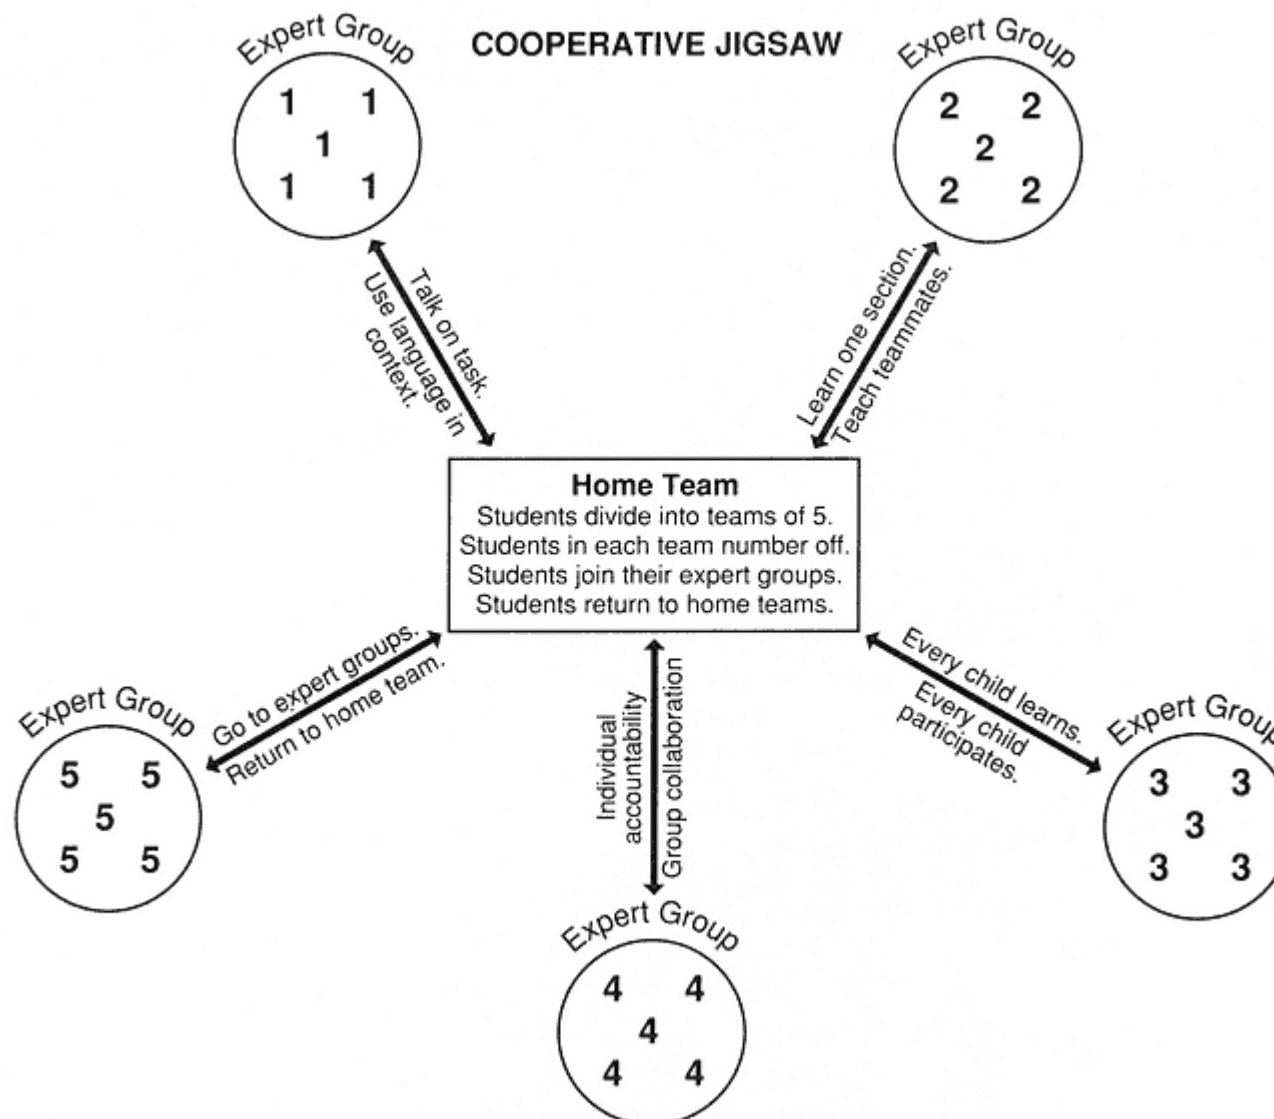 COOPERATIVE JIGSAW
Expert Group
1 1
1
1 1
Expert Group
2 2
2
2 2
Talk on task.
Use language in
context.
Learn one section.
Teach teammates.
Home Team
Students divide into teams of 5.
Students in each team number off.
Students join their expert groups.
Students return to home teams.
Go to expert groups.
Return to home team.
Individual
accountability
Group collaboration
Every child learns.
Every child
participates.
Expert Group
5 5
5
5 5
Expert Group
4 4
4
4 4
Expert Group
3 3
3
3 3